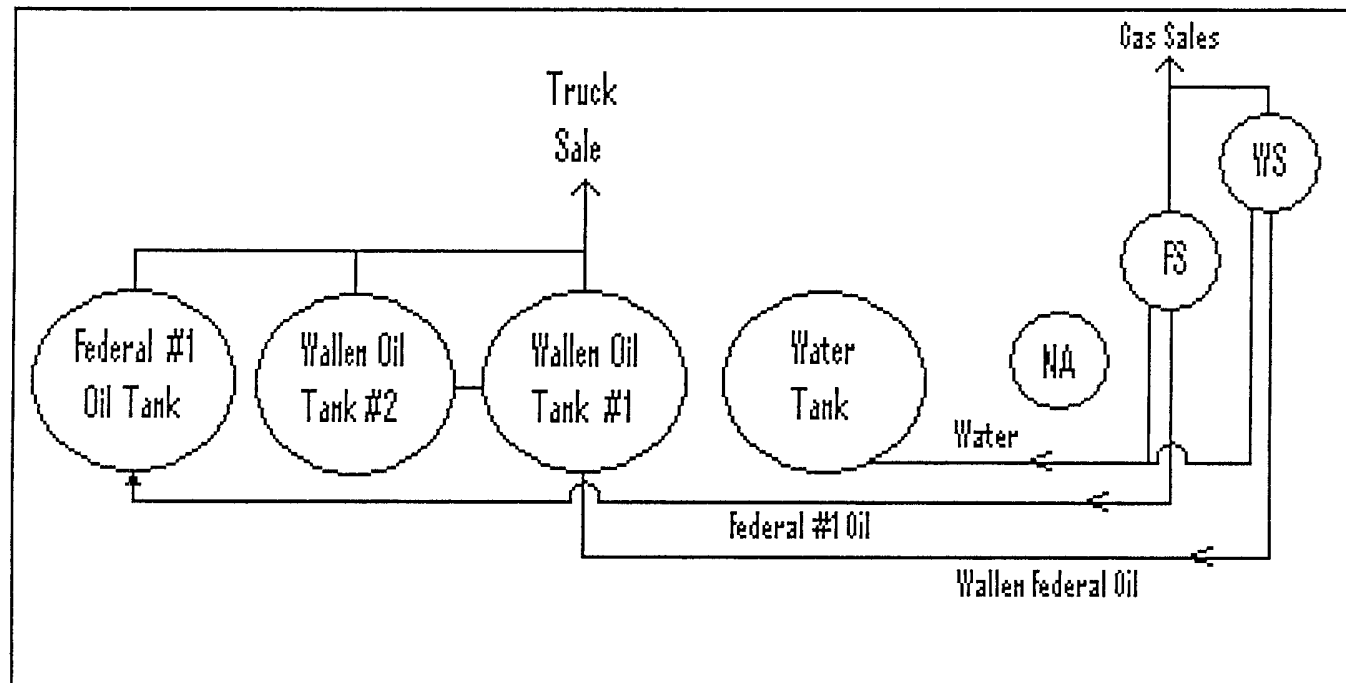 Gas Sales
Truck
Sale
WS
FS
Federal #1
Oil Tank
Wallen Oil
Tank #2
Wallen Oil
Tank #1
Water
Tank
NA
Water
Federal #1 Oil
Wallen Federal Oil